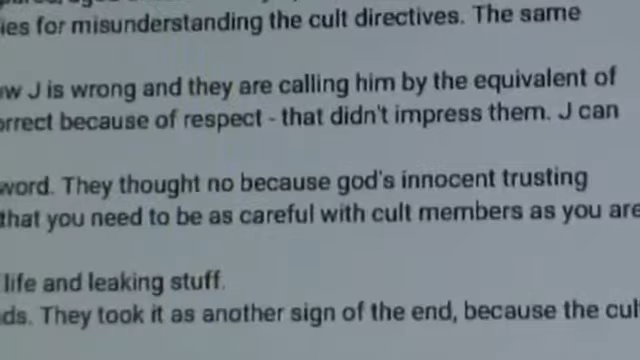 ies for misunderstanding the cult directives. The same
w J is wrong and they are calling him by the equivalent of
orrect because of respect - that didn't impress them. J can
word. They thought no because god's innocent trusting
that you need to be as careful with cult members as you are
life and leaking stuff.
ds. They took it as another sign of the end, because the cul